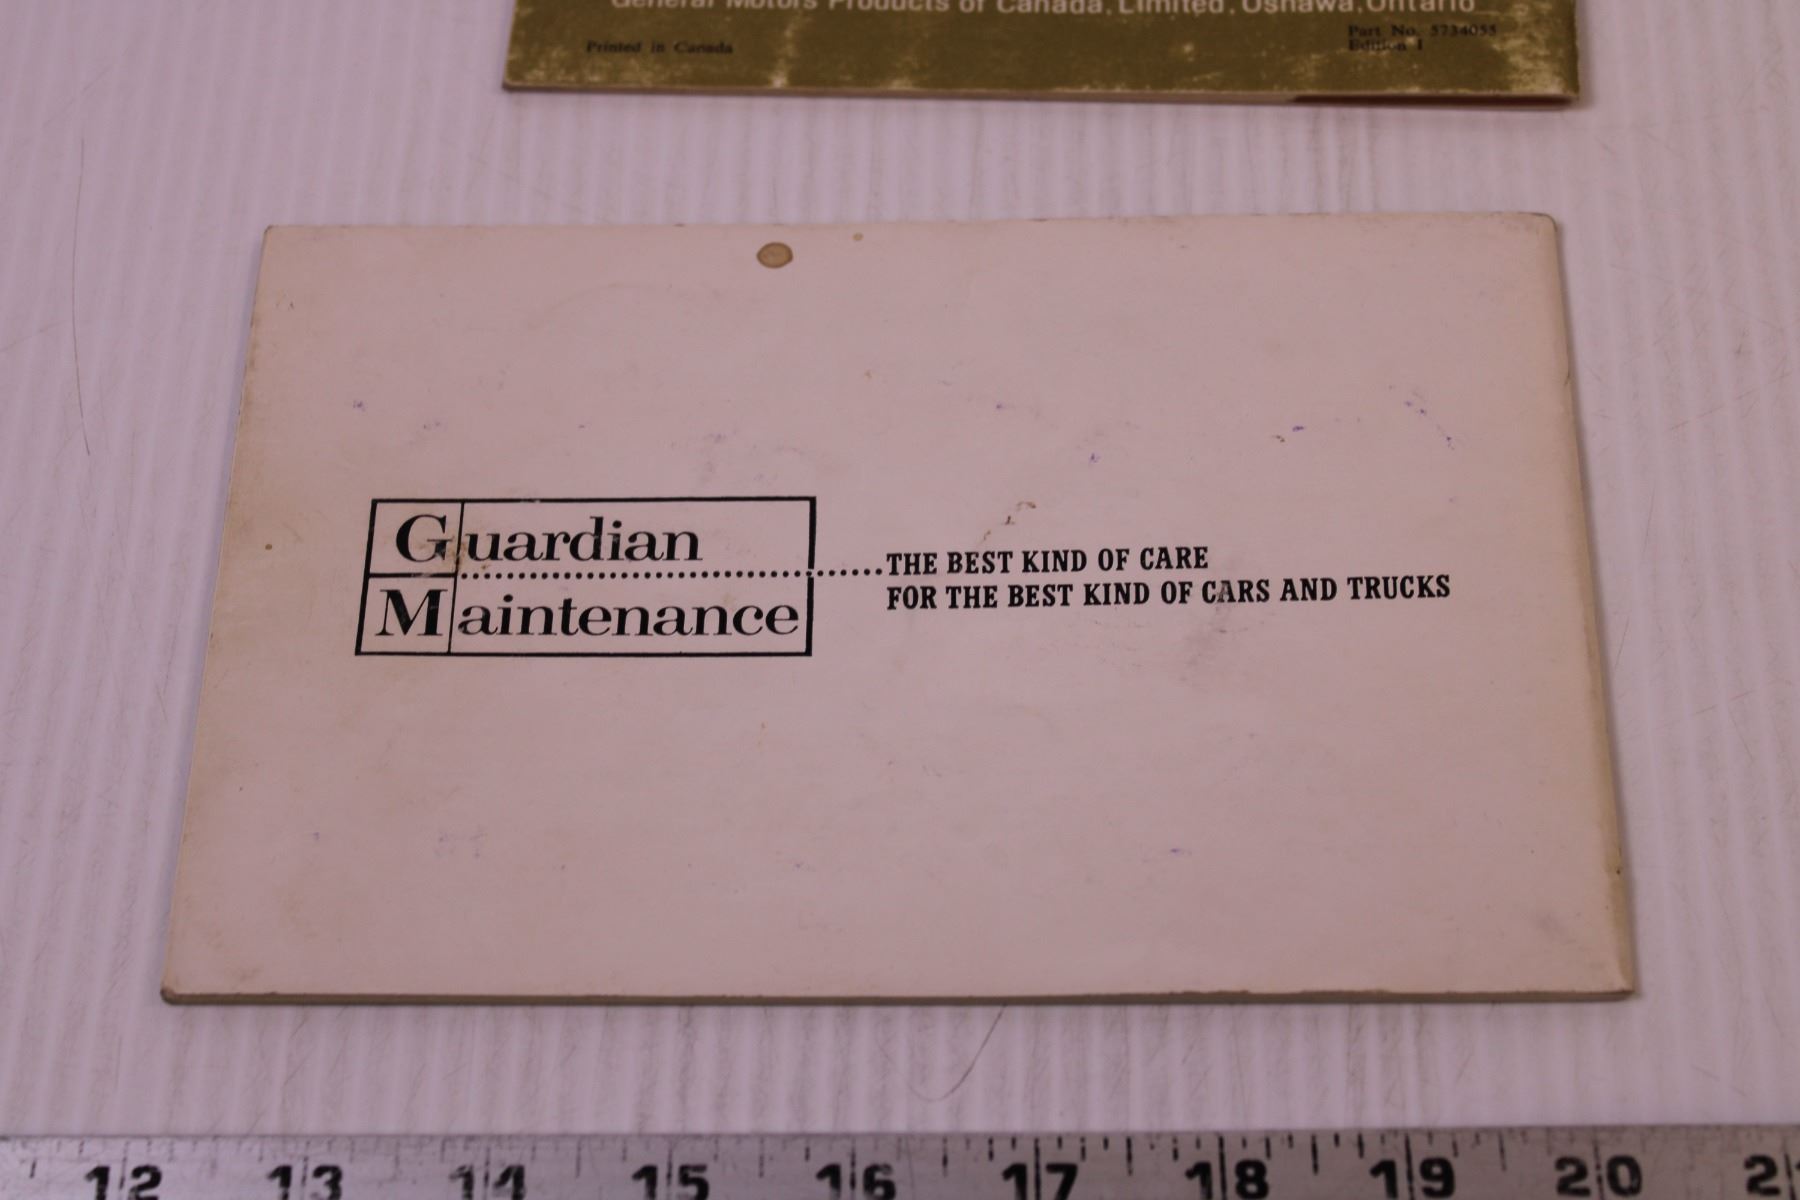 General Motors Products of Canada, Limited, Oshawa, Ontario
Printed in Canada
Part No. 5734055
Edition I
Guardian
Maintenance
THE BEST KIND OF CARE
FOR THE BEST KIND OF CARS AND TRUCKS
12 13 14 15 16 17 18 19 20